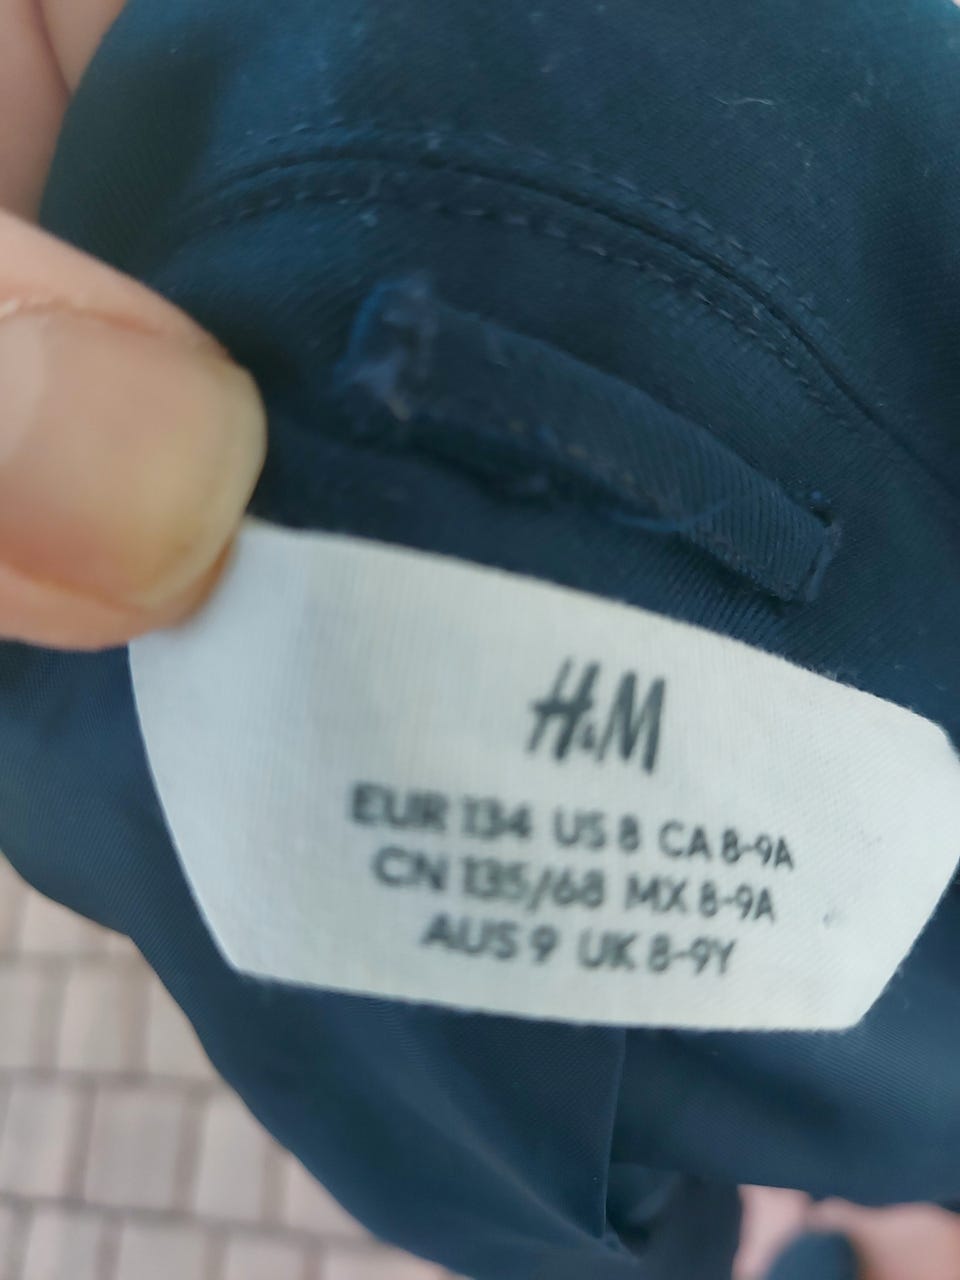 H&M
EUR 134 US 8 CA 8-9A
CN 135/68 MX 8-9A
AUS 9 UK 8-9Y